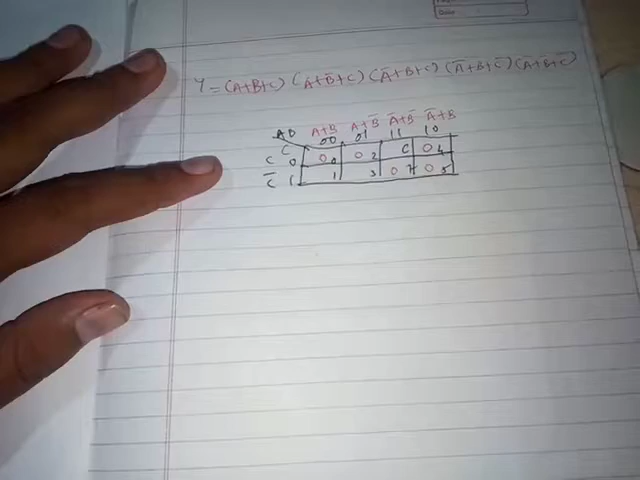 Date
Y = (A+B+C) (A+B̅+C) (A̅+B+C) (A̅+B+C̅) (A̅+B̅+C̅)
AB A+B A+B̅ A̅+B̅ A̅+B
C 00 01 11 10
C 0 0 0 0 2 6 0 4
C̅ 1 1 3 0 7 0 5